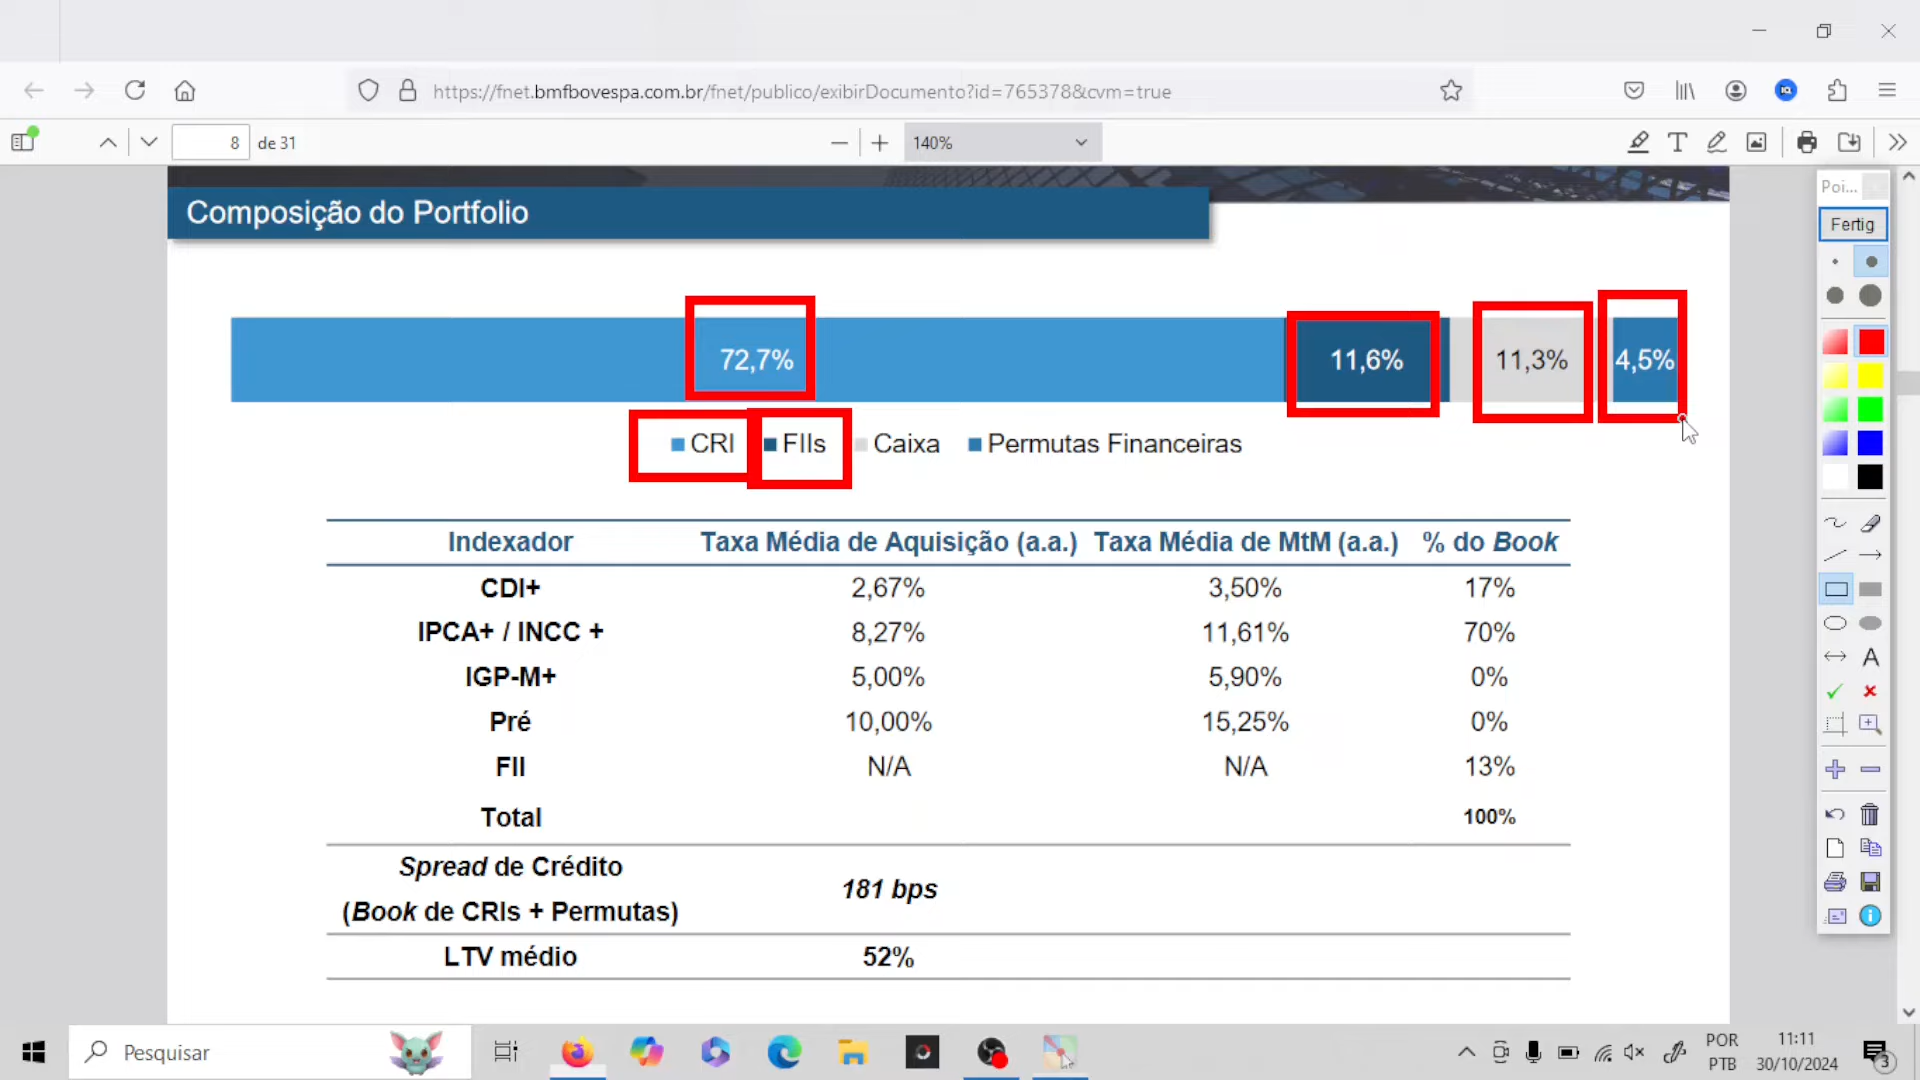 https://fnet.bmfbovespa.com.br/fnet/publico/exibirDocumento?id=765378&cvm=true
8 de 31
140%
Composição do Portfolio
72,7% 11,6% 11,3% 4,5%
CRI FIIs Caixa Permutas Financeiras
Indexador Taxa Média de Aquisição (a.a.) Taxa Média de MtM (a.a.) % do Book
CDI+ 2,67% 3,50% 17%
IPCA+ / INCC + 8,27% 11,61% 70%
IGP-M+ 5,00% 5,90% 0%
Pré 10,00% 15,25% 0%
FII N/A N/A 13%
Total 100%
Spread de Crédito
(Book de CRIs + Permutas) 181 bps
LTV médio 52%
Poi...
Fertig
A
Pesquisar
POR
PTB
11:11
30/10/2024
3